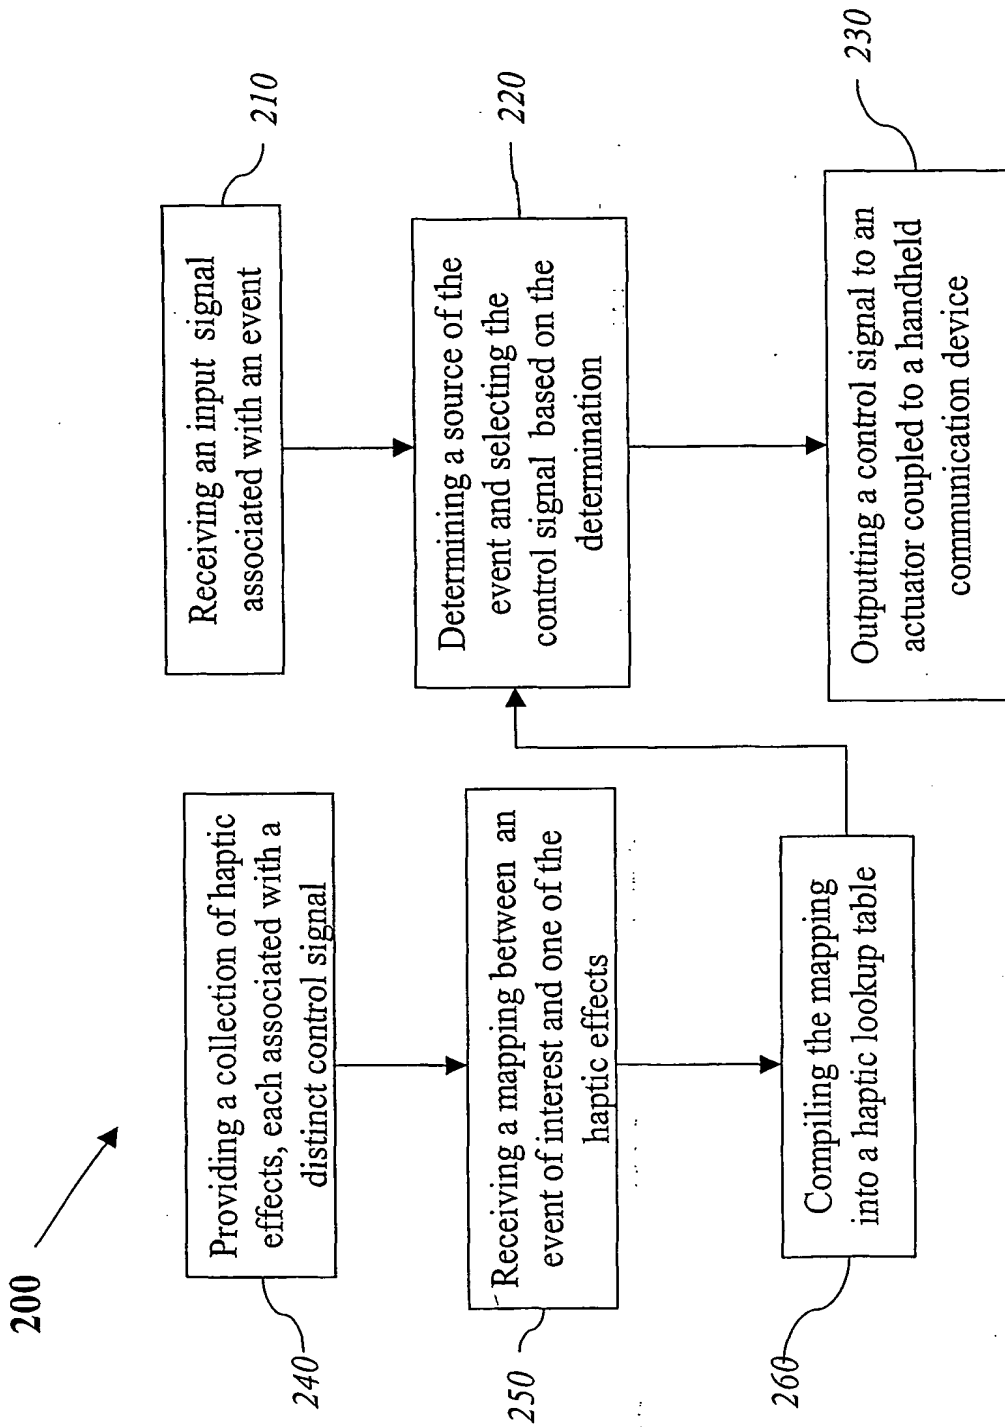 200
Providing a collection of haptic
effects, each associated with a
distinct control signal
240
Receiving a mapping between an
event of interest and one of the
haptic effects
250
Compiling the mapping
into a haptic lookup table
260
Receiving an input signal
associated with an event
210
Determining a source of the
event and selecting the
control signal based on the
determination
220
Outputting a control signal to an
actuator coupled to a handheld
communication device
230